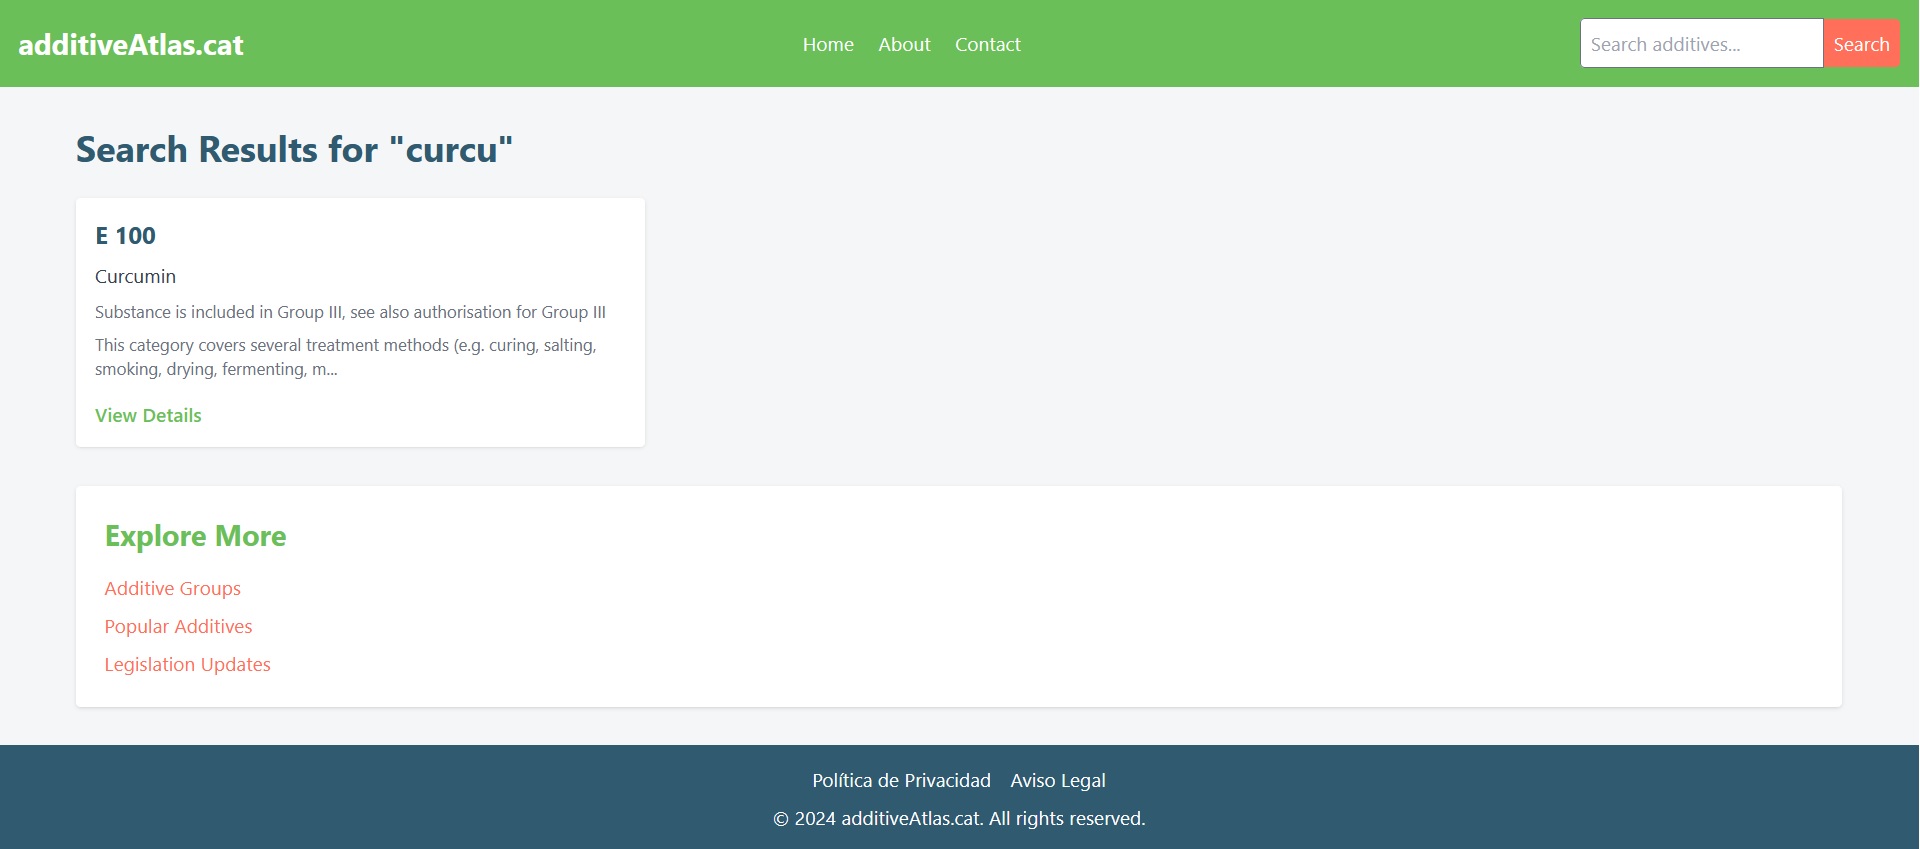 additiveAtlas.cat
Home About Contact
Search additives... Search
Search Results for "curcu"
E 100
Curcumin
Substance is included in Group III, see also authorisation for Group III
This category covers several treatment methods (e.g. curing, salting,
smoking, drying, fermenting, m...
View Details
Explore More
Additive Groups
Popular Additives
Legislation Updates
Política de Privacidad Aviso Legal
© 2024 additiveAtlas.cat. All rights reserved.